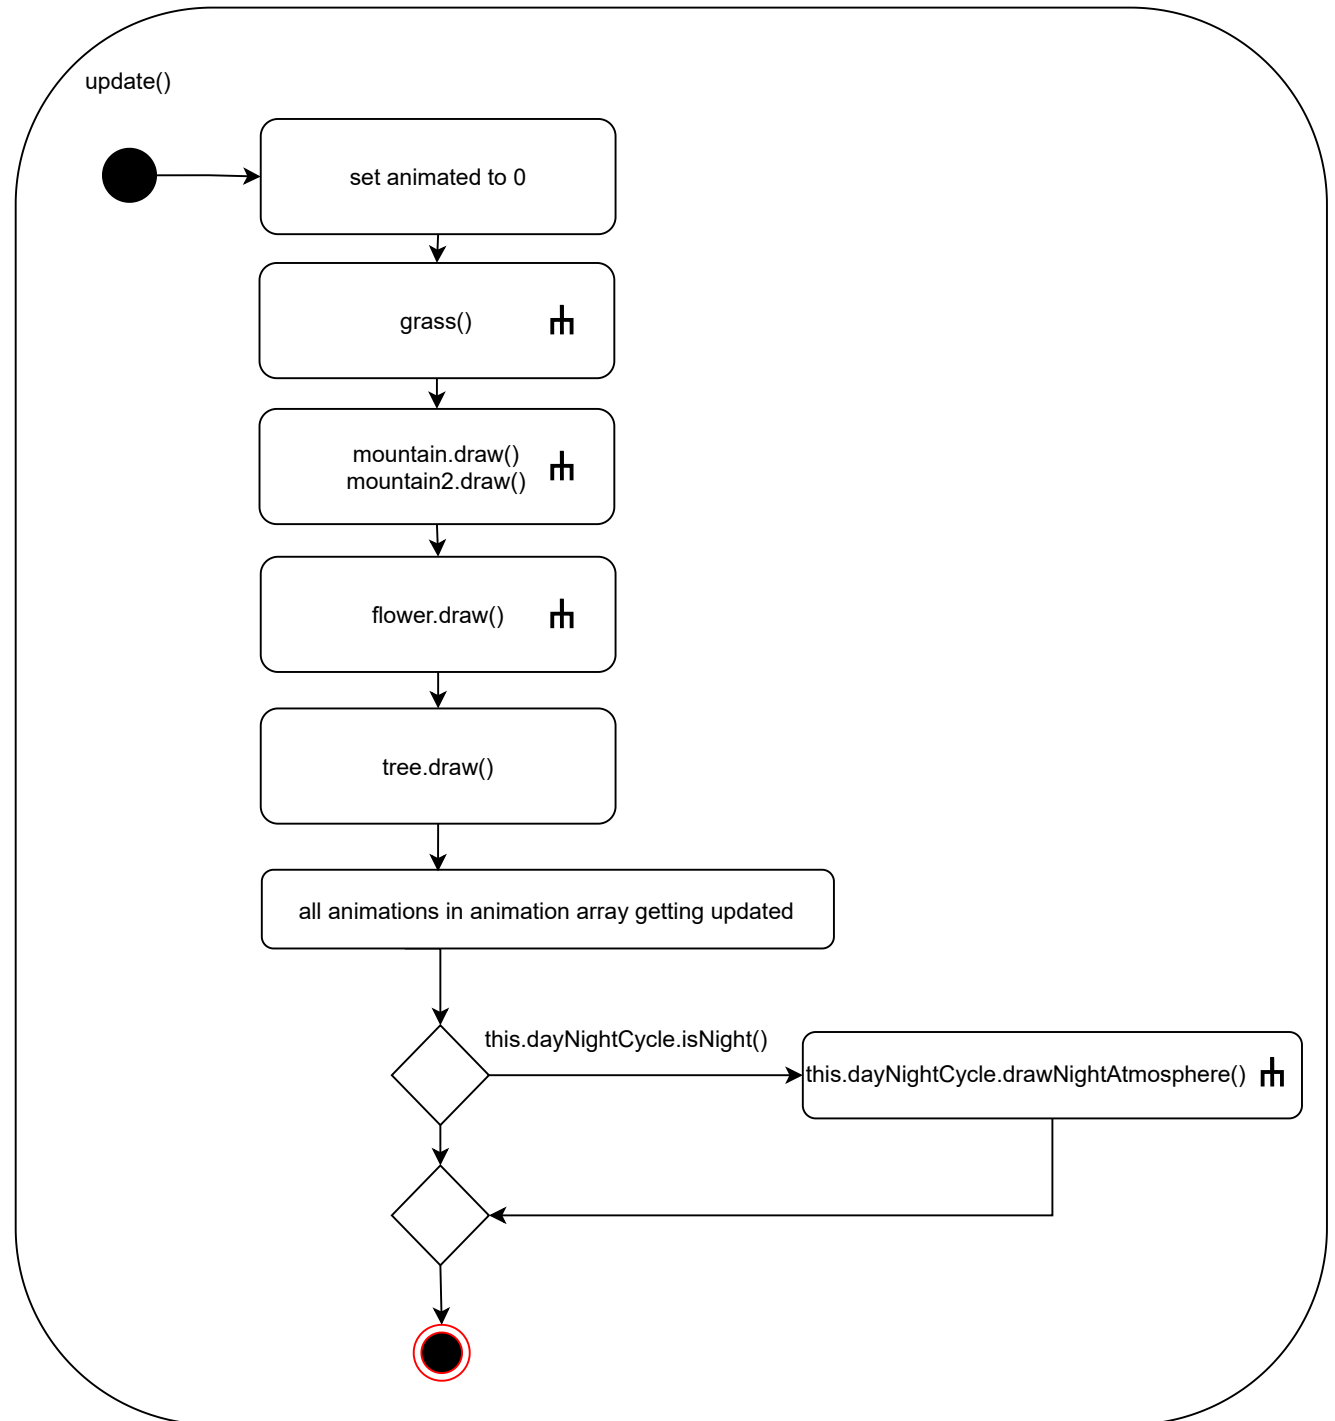 update()
set animated to 0
grass()
mountain.draw()
mountain2.draw()
flower.draw()
tree.draw()
all animations in animation array getting updated
this.dayNightCycle.isNight()
this.dayNightCycle.drawNightAtmosphere()